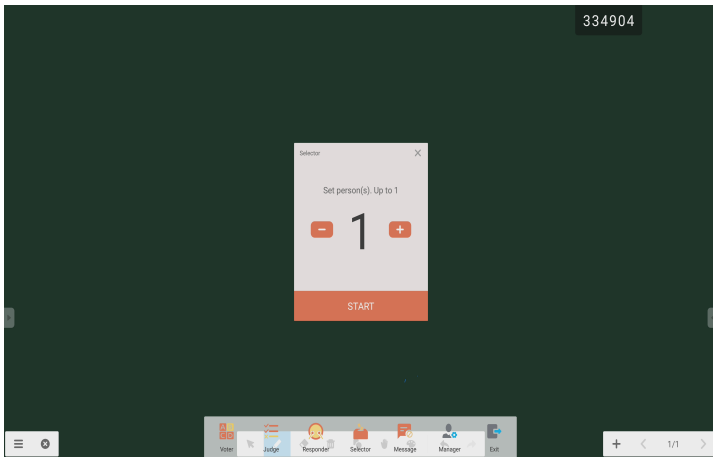 334904
Selector
Set person(s). Up to 1
1
START
Voter Judge Responder Selector Message Manager Exit
1/1